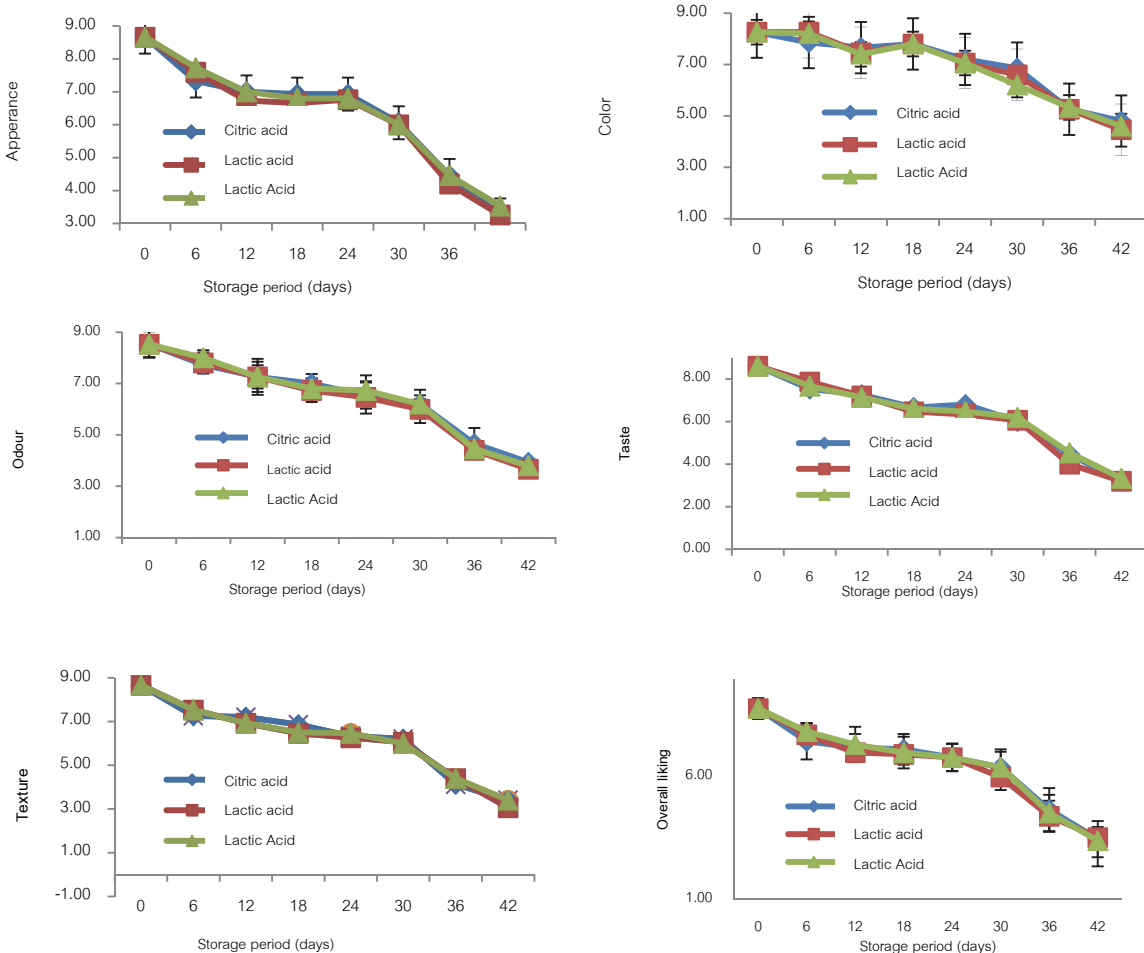 9.00
8.00
7.00
6.00
5.00
4.00
3.00
Apperance
Citric acid
Lactic acid
Lactic Acid
0 6 12 18 24 30 36
Storage period (days)
9.00
7.00
5.00
3.00
1.00
Color
Citric acid
Lactic acid
Lactic Acid
0 6 12 18 24 30 36 42
Storage period (days)
9.00
7.00
5.00
3.00
1.00
Odour
Citric acid
Lactic acid
Lactic Acid
0 6 12 18 24 30 36 42
Storage period (days)
8.00
6.00
4.00
2.00
0.00
Taste
Citric acid
Lactic acid
Lactic Acid
0 6 12 18 24 30 36 42
Storage period (days)
9.00
7.00
5.00
3.00
1.00
-1.00
Texture
Citric acid
Lactic acid
Lactic Acid
0 6 12 18 24 30 36 42
Storage period (days)
6.00
1.00
Overall liking
Citric acid
Lactic acid
Lactic Acid
0 6 12 18 24 30 36 42
Storage period (days)